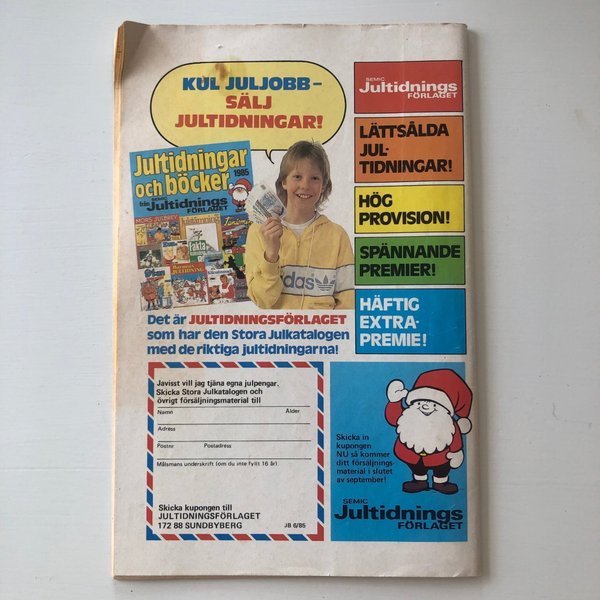 KUL JULJOBB –
SÄLJ
JULTIDNINGAR!
SEMIC
Jultidnings
FÖRLAGET
LÄTTSÅLDA
JUL-
TIDNINGAR!
HÖG
PROVISION!
SPÄNNANDE
PREMIER!
HÄFTIG
EXTRA-
PREMIE!
Jultidningar
och böcker
1985
från
SEMIC
Jultidnings
FÖRLAGET
adidas
Det är JULTIDNINGSFÖRLAGET
som har den Stora Julkatalogen
med de riktiga jultidningarna!
Javisst vill jag tjäna egna julpengar.
Skicka Stora Julkatalogen och
övrigt försäljningsmaterial till
Namn Ålder
Adress
Postnr Postadress
Målsmans underskrift (om du inte fyllt 16 år)
Skicka kupongen till
JULTIDNINGSFÖRLAGET
172 88 SUNDBYBERG JB 6/85
Skicka in
kupongen
NU så kommer
ditt försäljnings-
material i slutet
av september!
SEMIC
Jultidnings
FÖRLAGET